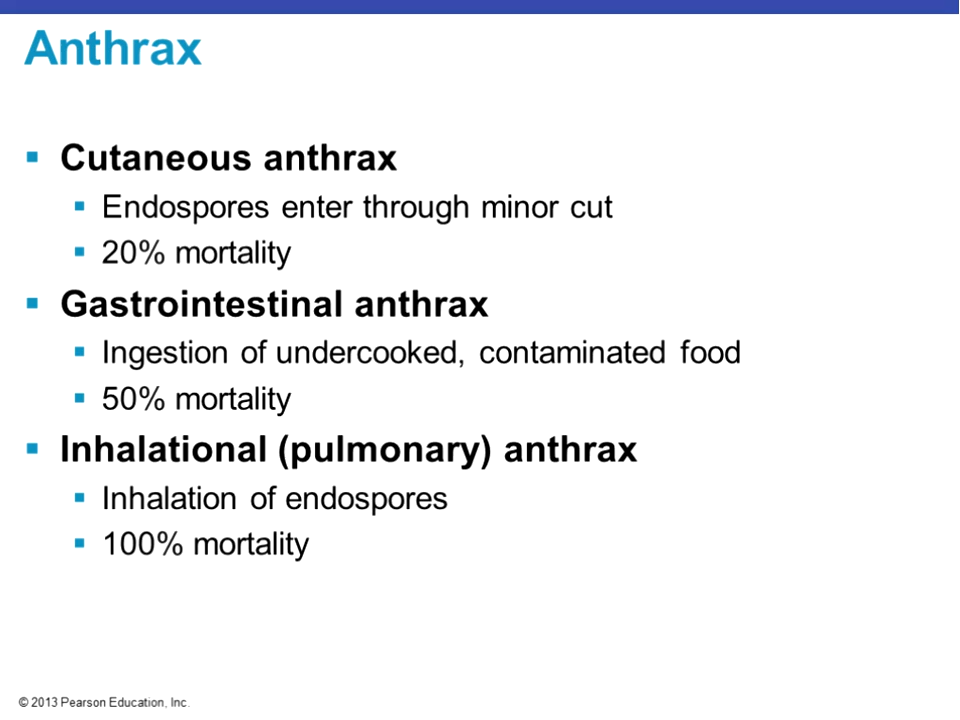 Anthrax
Cutaneous anthrax
Endospores enter through minor cut
20% mortality
Gastrointestinal anthrax
Ingestion of undercooked, contaminated food
50% mortality
Inhalational (pulmonary) anthrax
Inhalation of endospores
100% mortality
© 2013 Pearson Education, Inc.